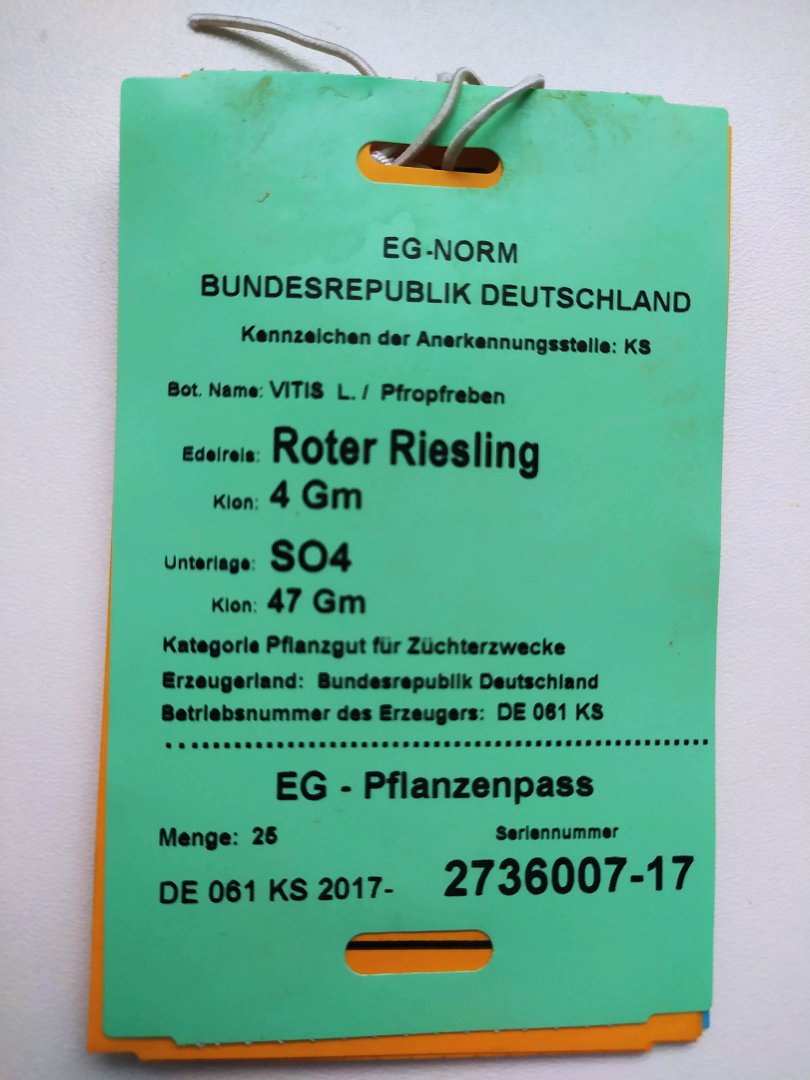 EG-NORM
BUNDESREPUBLIK DEUTSCHLAND
Kennzeichen der Anerkennungsstelle: KS
Bot. Name: VITIS L. / Pfropfreben
Edelreis: Roter Riesling
Klon: 4 Gm
Unterlage: SO4
Klon: 47 Gm
Kategorie Pflanzgut für Züchterzwecke
Erzeugerland: Bundesrepublik Deutschland
Betriebsnummer des Erzeugers: DE 061 KS
EG - Pflanzenpass
Menge: 25 Seriennummer
DE 061 KS 2017- 2736007-17